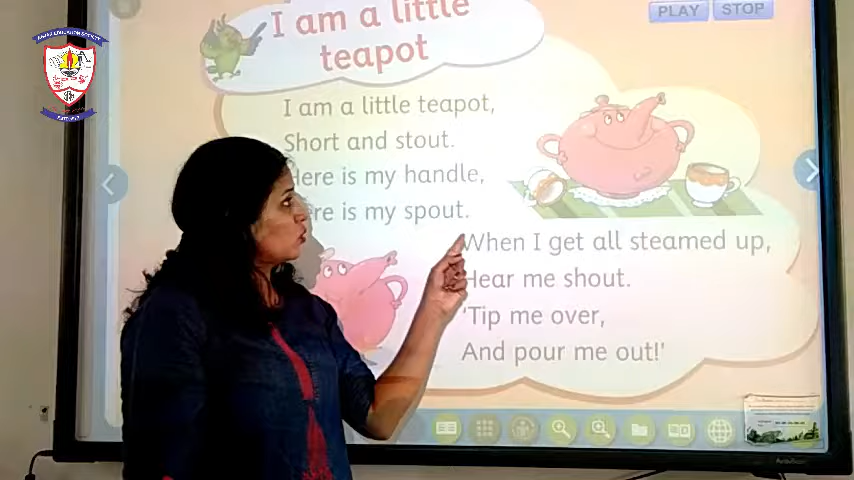 I am a little
teapot
PLAY
STOP
I am a little teapot,
Short and stout.
Here is my handle,
is my spout.
When I get all steamed up,
Hear me shout.
‘Tip me over,
And pour me out!’